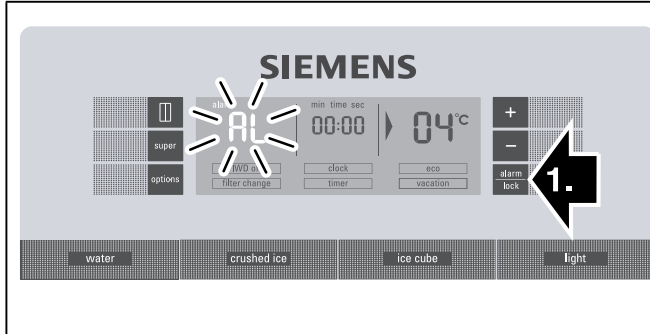 SIEMENS
alarm
AL
min time sec
00:00
04°C
super
options
+
−
alarm
lock
1.
clock
eco
filter change
timer
vacation
water
crushed ice
ice cube
light